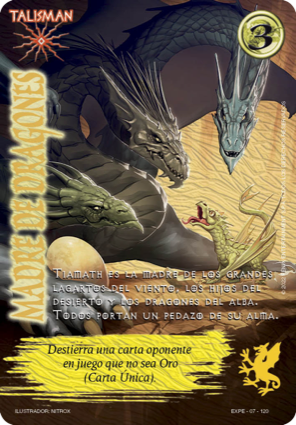 TALISMAN
3
MADRE DE DRAGONES
Tiamath es la madre de los grandes
lagartos del viento, los hijos del
desierto y los dragones del alba.
Todos portan un pedazo de su alma.
Destierra una carta oponente
en juego que no sea Oro
(Carta Única).
ILUSTRADOR: NITROX
EXPE - 07 - 120